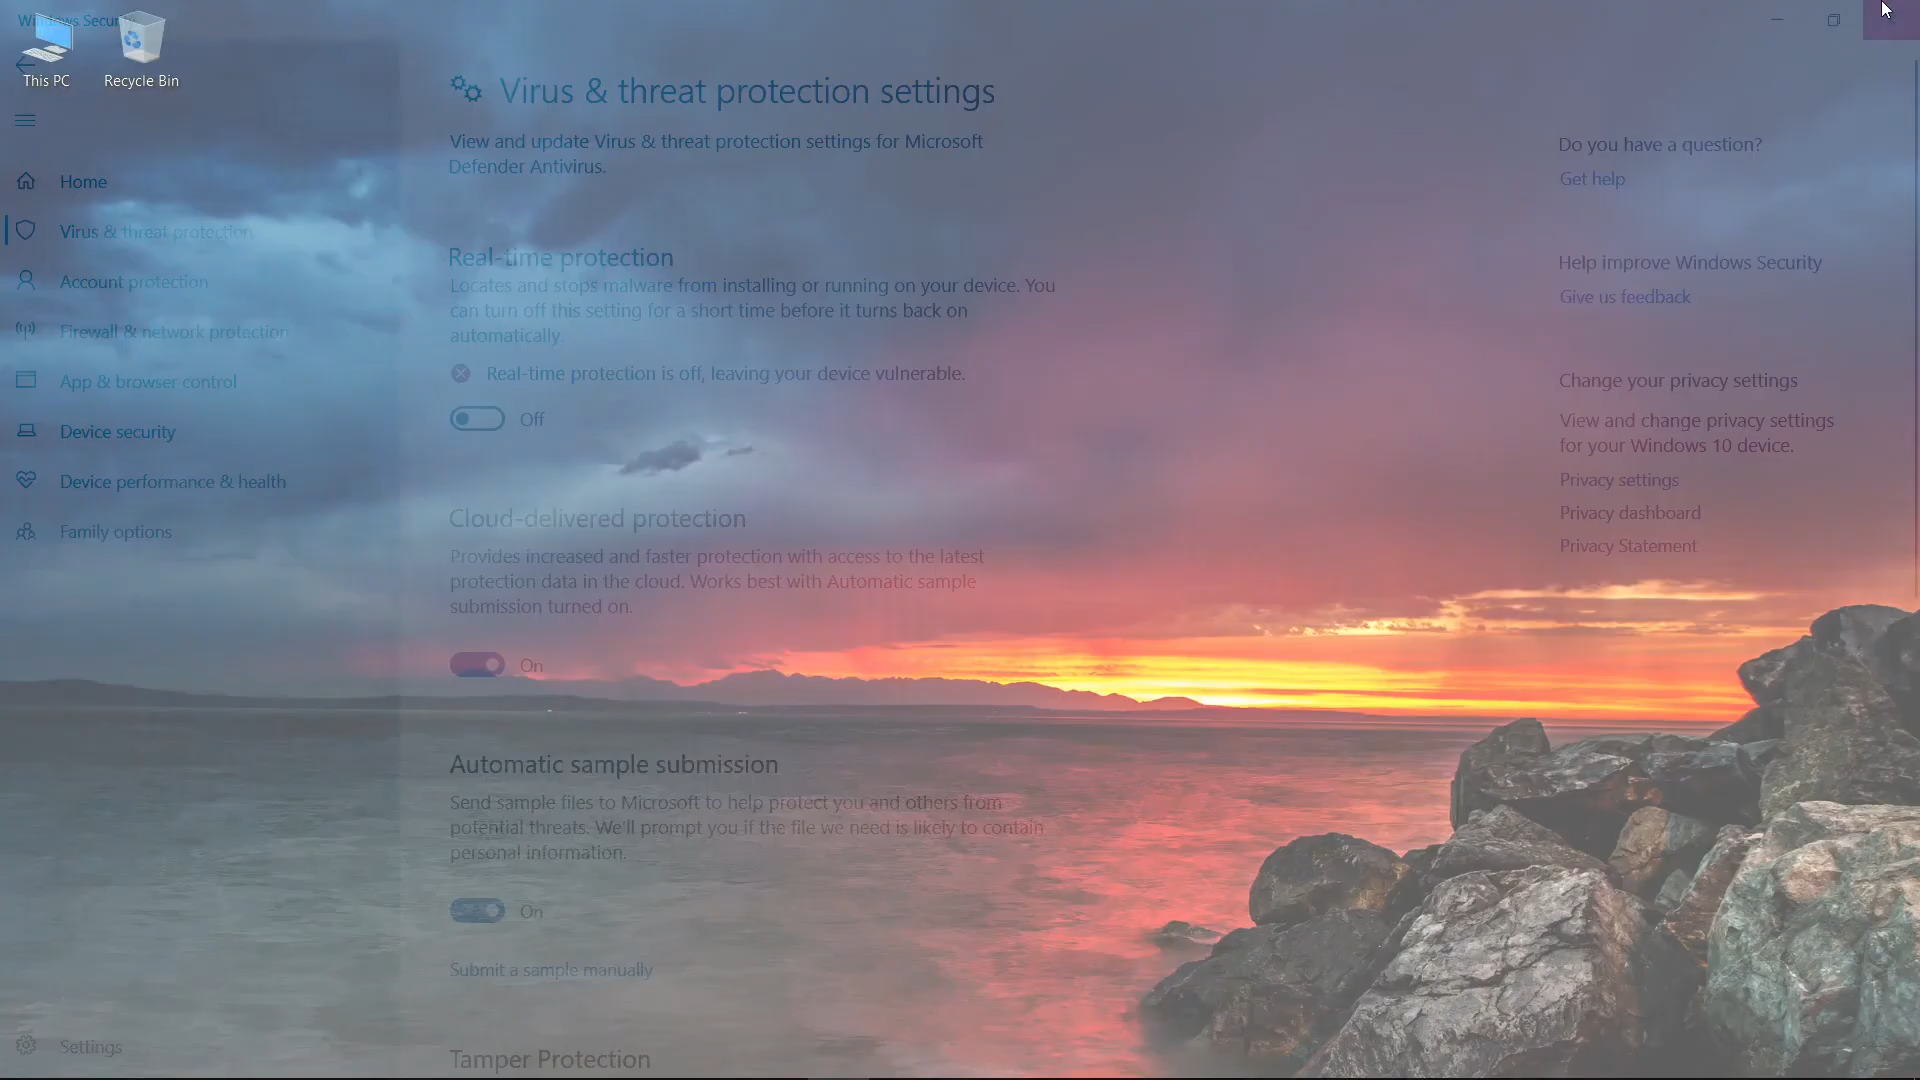 Windows Secur
This PC
Recycle Bin
Home
Virus & threat protection
Account protection
Firewall & network protection
App & browser control
Device security
Device performance & health
Family options
Settings
Virus & threat protection settings
View and update Virus & threat protection settings for Microsoft
Defender Antivirus.
Real-time protection
Locates and stops malware from installing or running on your device. You
can turn off this setting for a short time before it turns back on
automatically.
Real-time protection is off, leaving your device vulnerable.
Off
Cloud-delivered protection
Provides increased and faster protection with access to the latest
protection data in the cloud. Works best with Automatic sample
submission turned on.
On
Automatic sample submission
Send sample files to Microsoft to help protect you and others from
potential threats. We'll prompt you if the file we need is likely to contain
personal information.
On
Submit a sample manually
Tamper Protection
Do you have a question?
Get help
Help improve Windows Security
Give us feedback
Change your privacy settings
View and change privacy settings
for your Windows 10 device.
Privacy settings
Privacy dashboard
Privacy Statement